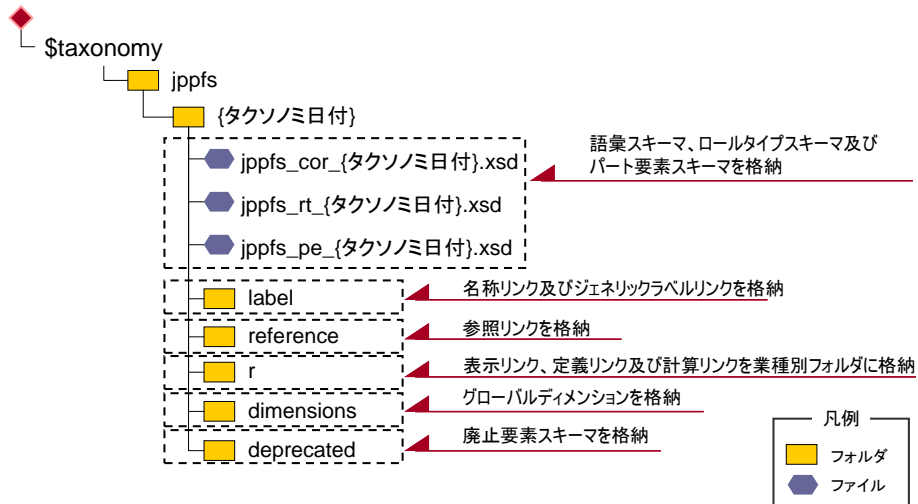 $taxonomy
jppfs
{タクソノミ日付}
jppfs_cor_{タクソノミ日付}.xsd
jppfs_rt_{タクソノミ日付}.xsd
jppfs_pe_{タクソノミ日付}.xsd
語彙スキーマ、ロールタイプスキーマ及び
パート要素スキーマを格納
label
名称リンク及びジェネリックラベルリンクを格納
reference
参照リンクを格納
r
表示リンク、定義リンク及び計算リンクを業種別フォルダに格納
dimensions
グローバルディメンションを格納
deprecated
廃止要素スキーマを格納
凡例
フォルダ
ファイル